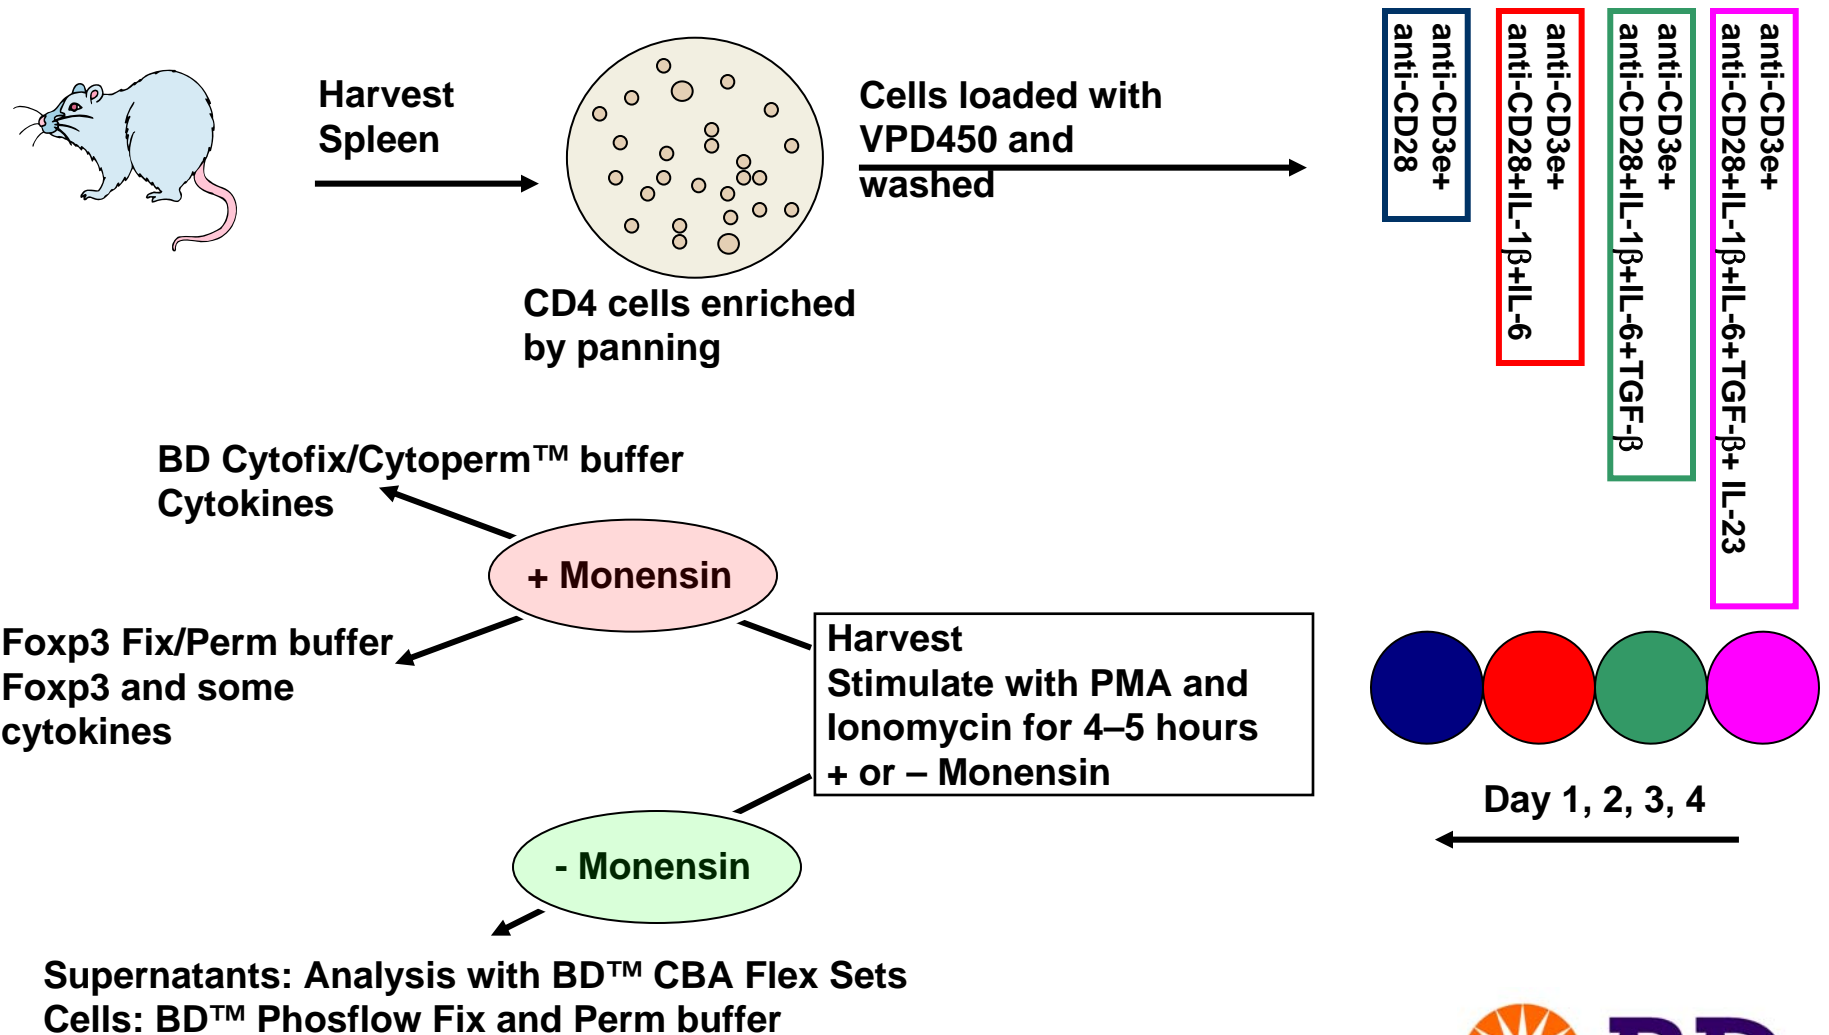 Harvest
Spleen
Cells loaded with
VPD450 and
washed
CD4 cells enriched
by panning
anti-CD3e+
anti-CD28
anti-CD3e+
anti-CD28+IL-1β+IL-6
anti-CD3e+
anti-CD28+IL-1β+IL-6+TGF-β
anti-CD3e+
anti-CD28+IL-1β+IL-6+TGF-β+ IL-23
Day 1, 2, 3, 4
Harvest
Stimulate with PMA and
Ionomycin for 4–5 hours
+ or – Monensin
+ Monensin
BD Cytofix/Cytoperm™ buffer
Cytokines
Foxp3 Fix/Perm buffer
Foxp3 and some
cytokines
- Monensin
Supernatants: Analysis with BD™ CBA Flex Sets
Cells: BD™ Phosflow Fix and Perm buffer
BD